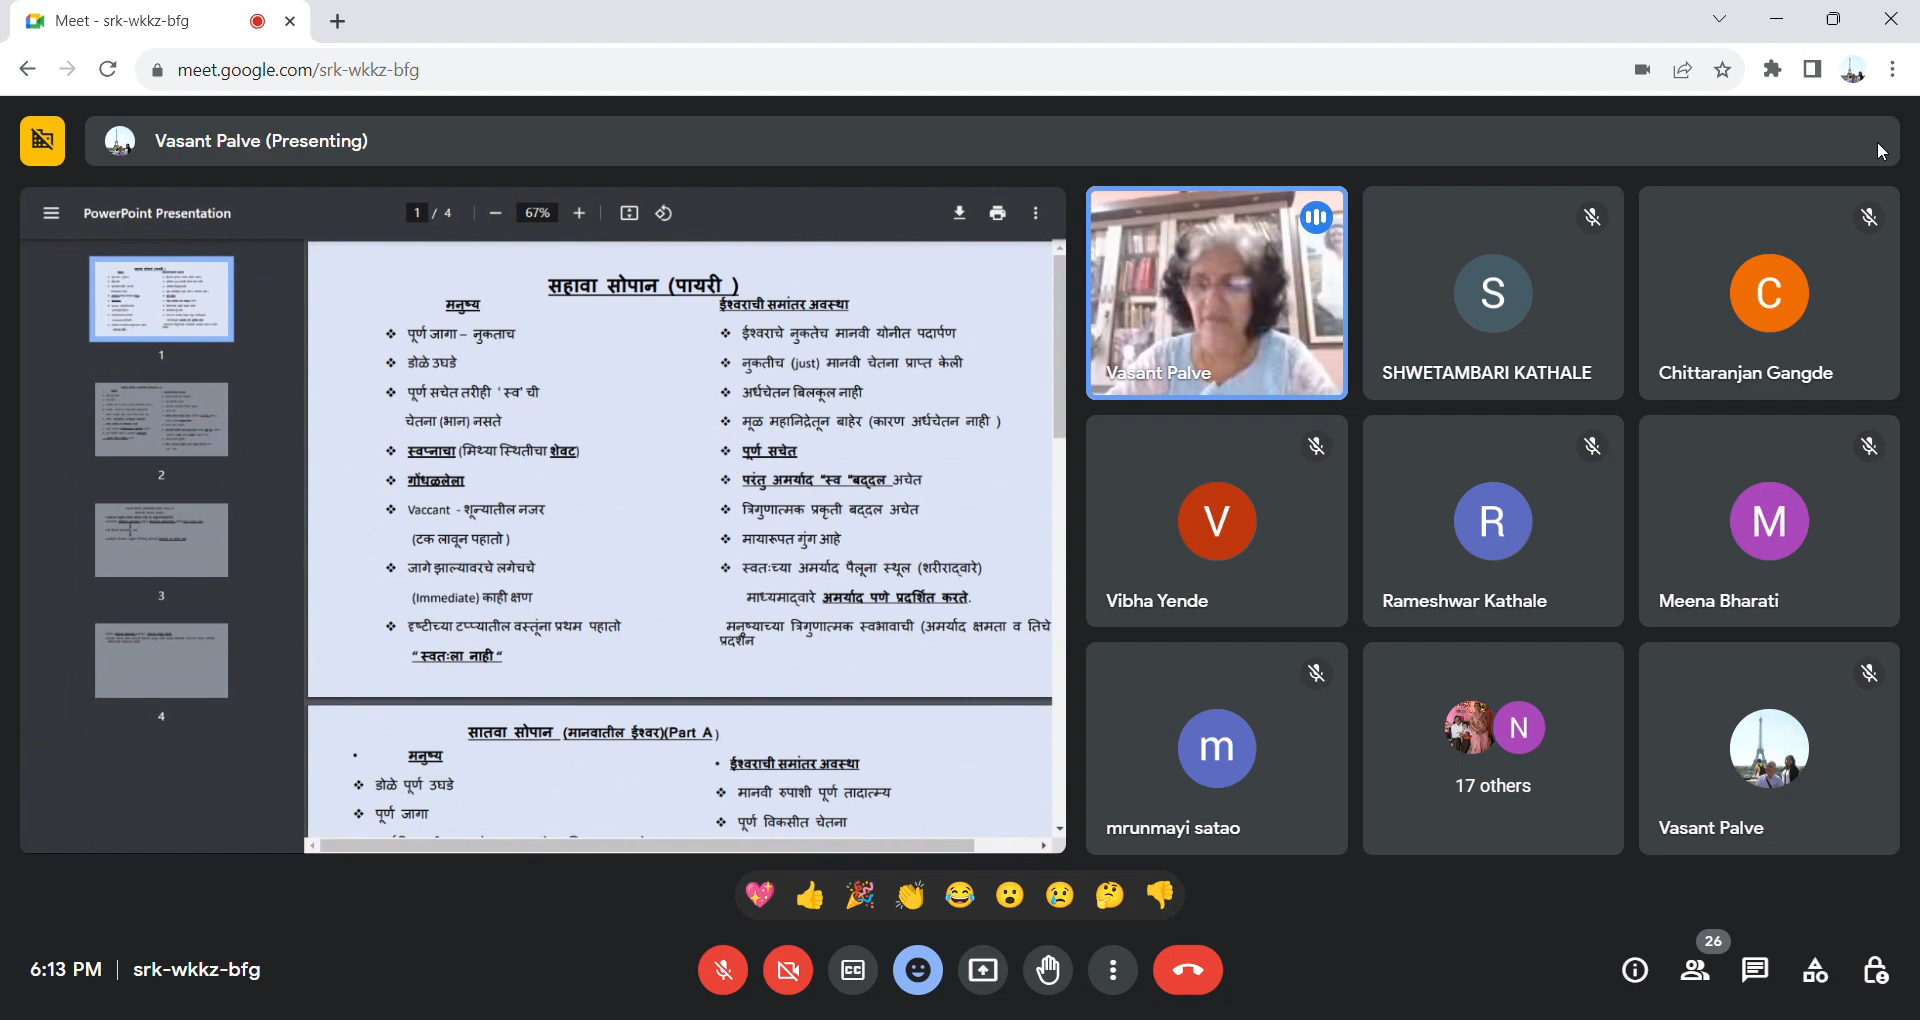 Meet - srk-wkkz-bfg
meet.google.com/srk-wkkz-bfg
Vasant Palve (Presenting)
PowerPoint Presentation
1 / 4
67%
सहावा सोपान (पायरी )
मनुष्य
ईश्वराची समांतर अवस्था
❖ पूर्ण जागा – नुकताच
❖ ईश्वराचे नुकतेच मानवी योनीत पदार्पण
❖ डोळे उघडे
❖ नुकतीच (just) मानवी चेतना प्राप्त केली
❖ पूर्ण सचेत तरीही ' स्व' ची
❖ अर्धचेतन बिलकूल नाही
चेतना (भान) नसते
❖ मूळ महानिद्रेतून बाहेर (कारण अर्धचेतन नाही )
❖ स्वप्नाचा (मिथ्या स्थितीचा शेवट)
❖ पूर्ण सचेत
❖ गोंधळलेला
❖ परंतु अमर्याद "स्व "बद्दल अचेत
❖ Vaccant - शून्यातील नजर
❖ त्रिगुणात्मक प्रकृती बद्दल अचेत
(टक लावून पहातो )
❖ मायारूपत गुंग आहे
❖ जागे झाल्यावरचे लगेचचे
❖ स्वतःच्या अमर्याद पैलूना स्थूल (शरीराद्वारे)
(Immediate) काही क्षण
माध्यमाद्वारे अमर्याद पणे प्रदर्शित करते.
❖ दृष्टीच्या टप्प्यातील वस्तूंना प्रथम पहातो
मनुष्याच्या त्रिगुणात्मक स्वभावाची (अमर्याद क्षमता व तिचे
प्रदर्शन
" स्वतःला नाही "
सातवा सोपान (मानवातील ईश्वर)(Part A )
• मनुष्य
• ईश्वराची समांतर अवस्था
❖ डोळे पूर्ण उघडे
❖ मानवी रुपाशी पूर्ण तादात्म्य
❖ पूर्ण जागा
❖ पूर्ण विकसीत चेतना
1
2
3
4
Vasant Palve
S
SHWETAMBARI KATHALE
C
Chittaranjan Gangde
V
Vibha Yende
R
Rameshwar Kathale
M
Meena Bharati
m
mrunmayi satao
N
17 others
Vasant Palve
6:13 PM | srk-wkkz-bfg
CC
26